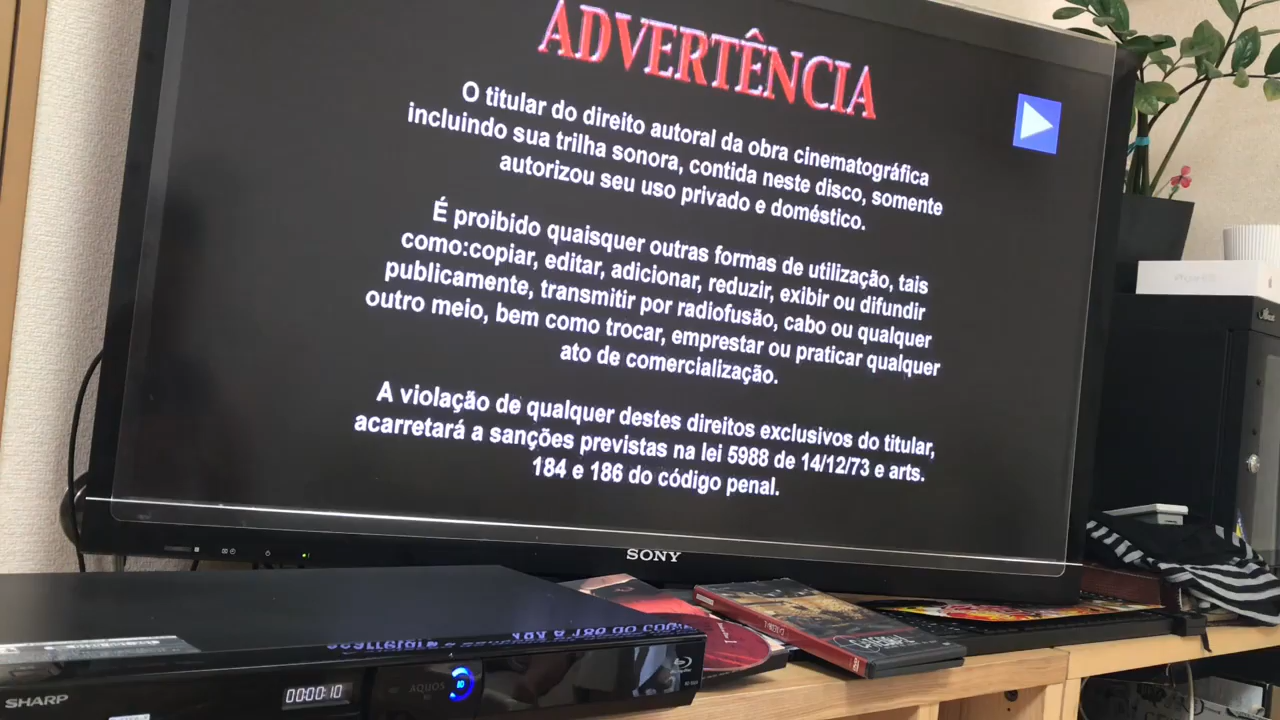 ADVERTÊNCIA
O titular do direito autoral da obra cinematográfica
incluindo sua trilha sonora, contida neste disco, somente
autorizou seu uso privado e doméstico.
É proibido quaisquer outras formas de utilização, tais
como:copiar, editar, adicionar, reduzir, exibir ou difundir
publicamente, transmitir por radiofusão, cabo ou qualquer
outro meio, bem como trocar, emprestar ou praticar qualquer
ato de comercialização.
A violação de qualquer destes direitos exclusivos do titular,
acarretará a sanções previstas na lei 5988 de 14/12/73 e arts.
184 e 186 do código penal.
SONY
SHARP
00:00:10
AQUOS